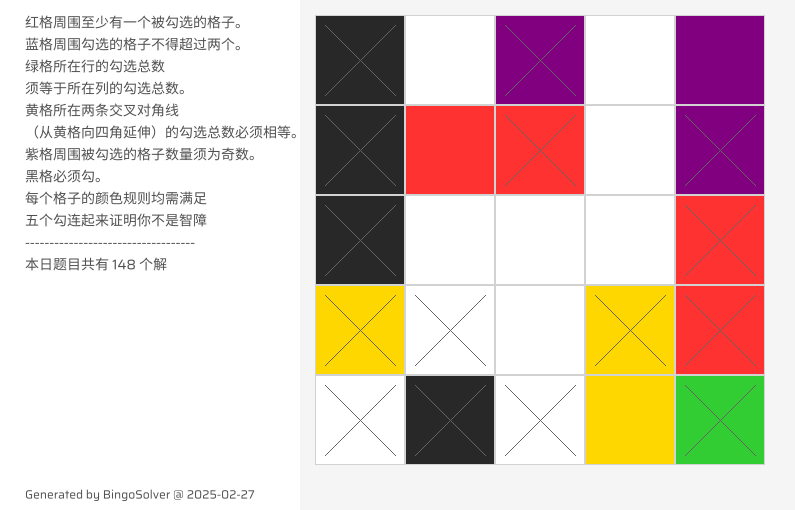 红格周围至少有一个被勾选的格子。
蓝格周围勾选的格子不得超过两个。
绿格所在行的勾选总数
须等于所在列的勾选总数。
黄格所在两条交叉对角线
（从黄格向四角延伸）的勾选总数必须相等。
紫格周围被勾选的格子数量须为奇数。
黑格必须勾。
每个格子的颜色规则均需满足
五个勾连起来证明你不是智障
----------------------------------
本日题目共有 148 个解
Generated by BingoSolver @ 2025-02-27